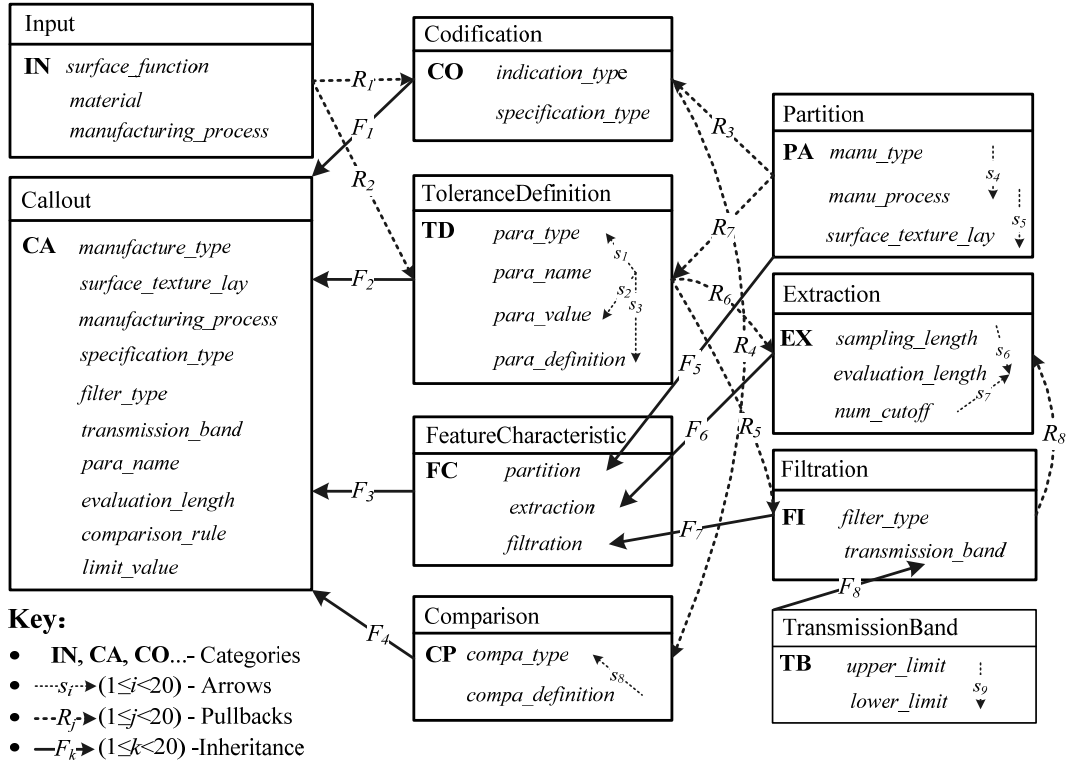 Input
IN surface_function
material
manufacturing_process
Callout
CA manufacture_type
surface_texture_lay
manufacturing_process
specification_type
filter_type
transmission_band
para_name
evaluation_length
comparison_rule
limit_value
R1
F1
R2
F2
F3
F4
Codification
CO indication_type
specification_type
ToleranceDefinition
TD para_type
para_name
para_value
para_definition
s1
s2
s3
FeatureCharacteristic
FC partition
extraction
filtration
Comparison
CP compa_type
compa_definition
s8
R3
R7
R6
R4
F5
F6
R5
F7
F8
R8
Partition
PA manu_type
manu_process
surface_texture_lay
s4
s5
Extraction
EX sampling_length
evaluation_length
num_cutoff
s6
s7
Filtration
FI filter_type
transmission_band
TransmissionBand
TB upper_limit
lower_limit
s9
Key:
• IN, CA, CO...- Categories
• si (1≤i<20) - Arrows
• Rj (1≤j<20) - Pullbacks
• Fk (1≤k<20) -Inheritance